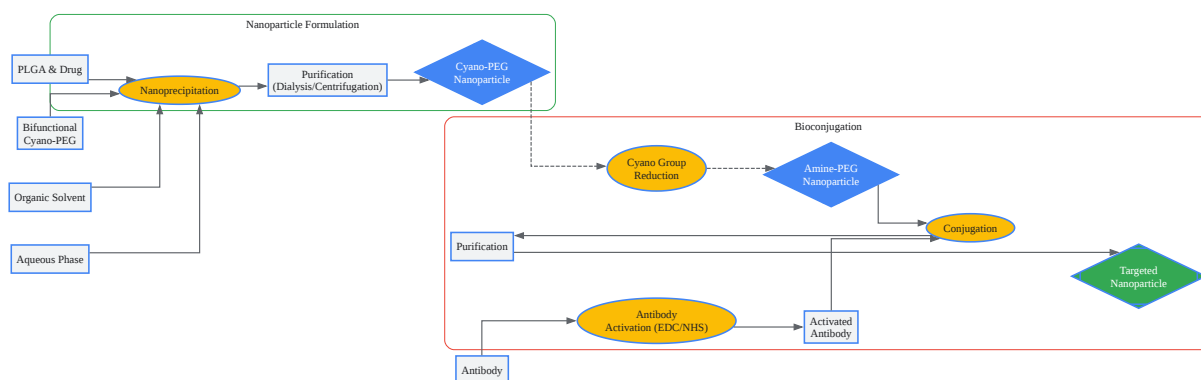 Nanoparticle Formulation
PLGA & Drug
Nanoprecipitation
Purification
(Dialysis/Centrifugation)
Cyano-PEG
Nanoparticle
Bifunctional
Cyano-PEG
Organic Solvent
Aqueous Phase
Bioconjugation
Cyano Group
Reduction
Amine-PEG
Nanoparticle
Conjugation
Purification
Targeted
Nanoparticle
Antibody
Activation (EDC/NHS)
Activated
Antibody
Antibody